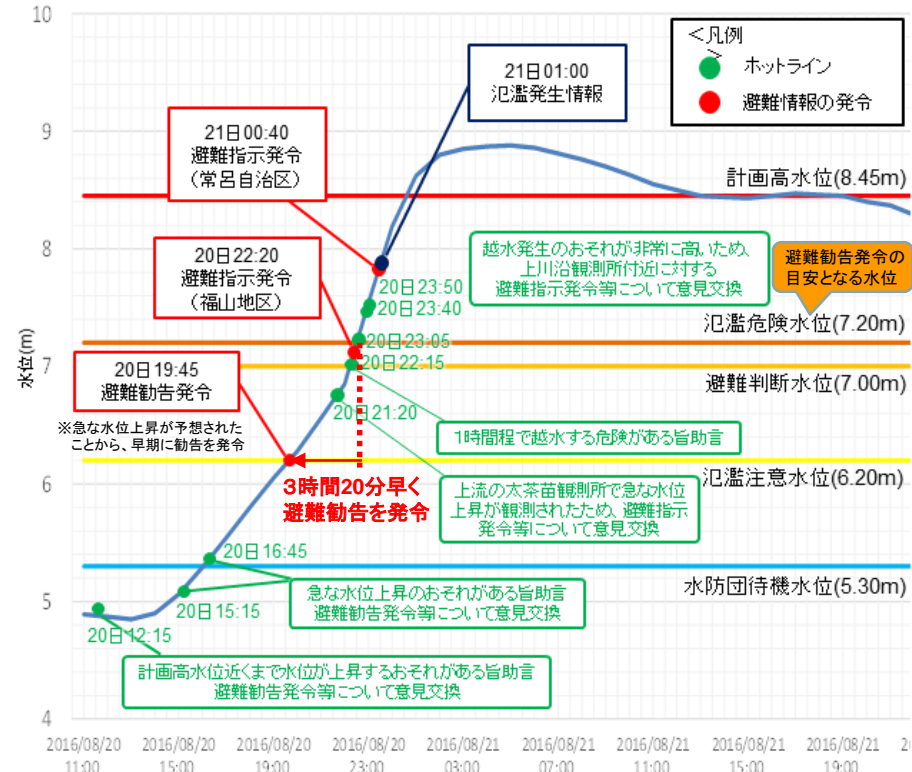 10
9
8
7
6
5
4
水位(m)
<凡例
>
ホットライン
避難情報の発令
21日01:00
氾濫発生情報
21日00:40
避難指示発令
(常呂自治区)
計画高水位(8.45m)
20日22:20
避難指示発令
(福山地区)
越水発生のおそれが非常に高いため、
上川沿観測所付近に対する
避難指示発令等について意見交換
避難勧告発令の
目安となる水位
20日23:50
20日23:40
氾濫危険水位(7.20m)
20日23:05
20日22:15
20日19:45
避難勧告発令
避難判断水位(7.00m)
20日21:20
※急な水位上昇が予想された
ことから、早期に勧告を発令
1時間程で越水する危険がある旨助言
氾濫注意水位(6.20m)
3時間20分早く
避難勧告を発令
上流の太茶苗観測所で急な水位
上昇が観測されたため、避難指示
発令等について意見交換
20日16:45
水防団待機水位(5.30m)
急な水位上昇のおそれがある旨助言
避難勧告発令等について意見交換
20日15:15
20日12:15
計画高水位近くまで水位が上昇するおそれがある旨助言
避難勧告発令等について意見交換
2016/08/20 2016/08/20 2016/08/20 2016/08/20 2016/08/21 2016/08/21 2016/08/21 2016/08/21 2016/08/21
11:00 15:00 19:00 23:00 03:00 07:00 11:00 15:00 19:00